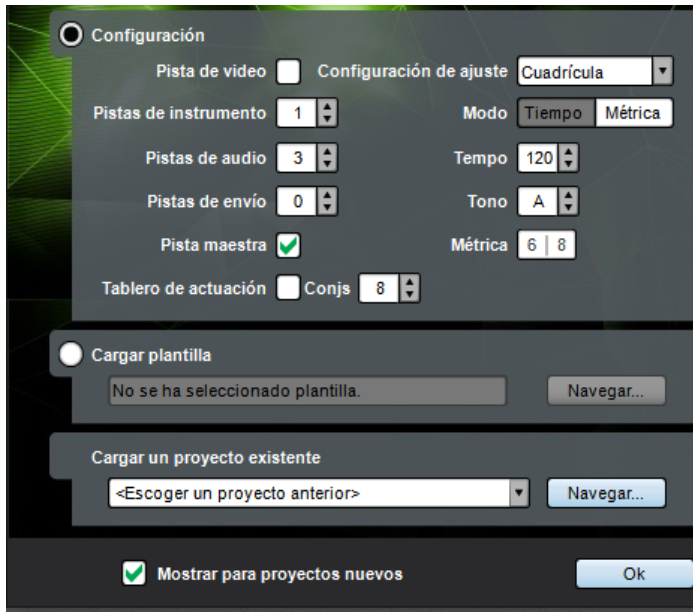 Configuración
Pista de video Configuración de ajuste Cuadrícula
Pistas de instrumento 1 Modo Tiempo Métrica
Pistas de audio 3 Tempo 120
Pistas de envío 0 Tono A
Pista maestra Métrica 6 | 8
Tablero de actuación Conjs 8
Cargar plantilla
No se ha seleccionado plantilla. Navegar...
Cargar un proyecto existente
<Escoger un proyecto anterior> Navegar...
Mostrar para proyectos nuevos Ok